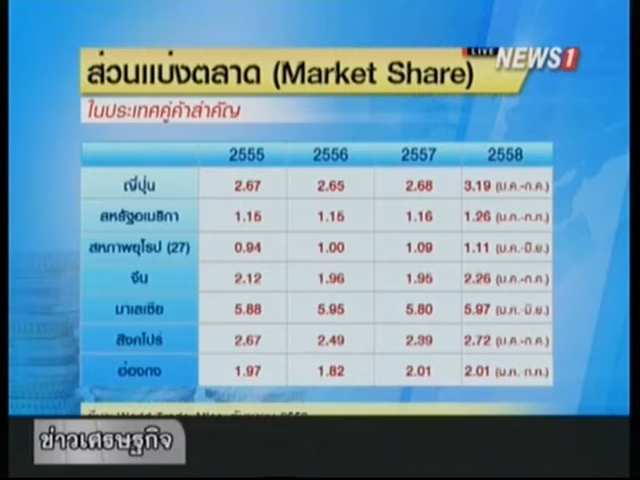 LIVE NEWS1
ส่วนแบ่งตลาด (Market Share)
ในประเทศคู่ค้าสำคัญ
2555 2556 2557 2558
ญี่ปุ่น 2.67 2.65 2.68 3.19 (ม.ค.-ก.ค.)
สหรัฐอเมริกา 1.15 1.15 1.16 1.26 (ม.ค.-ก.ค.)
สหภาพยุโรป (27) 0.94 1.00 1.09 1.11 (ม.ค.-มิ.ย.)
จีน 2.12 1.96 1.95 2.26 (ม.ค.-ก.ค.)
มาเลเซีย 5.88 5.95 5.80 5.97 (ม.ค.-มิ.ย.)
สิงคโปร์ 2.67 2.49 2.39 2.72 (ม.ค.-ก.ค.)
ฮ่องกง 1.97 1.82 2.01 2.01 (ม.ค.-ก.ค.)
ข่าวเศรษฐกิจ